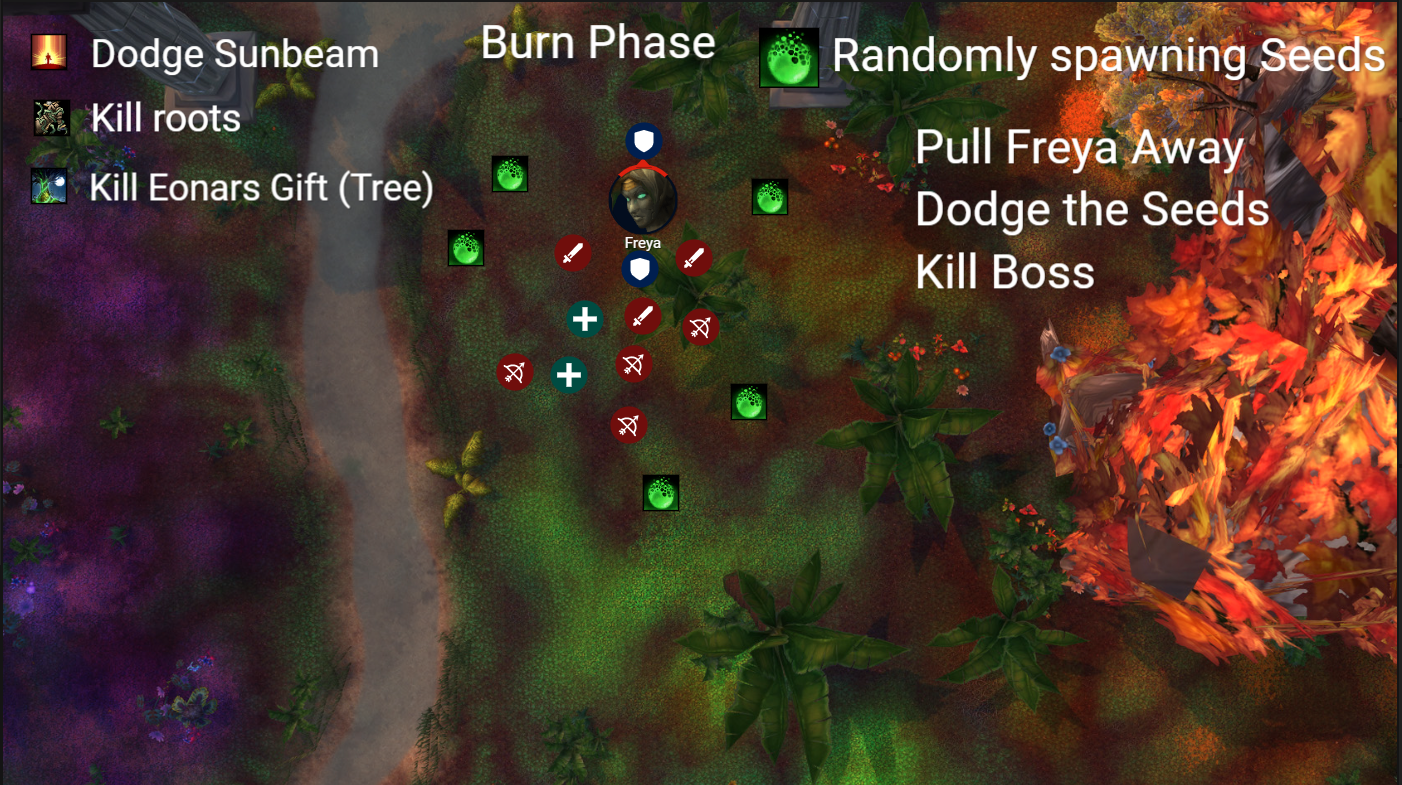 Dodge Sunbeam
Kill roots
Kill Eonars Gift (Tree)
Burn Phase
Randomly spawning Seeds
Pull Freya Away
Dodge the Seeds
Kill Boss
Freya